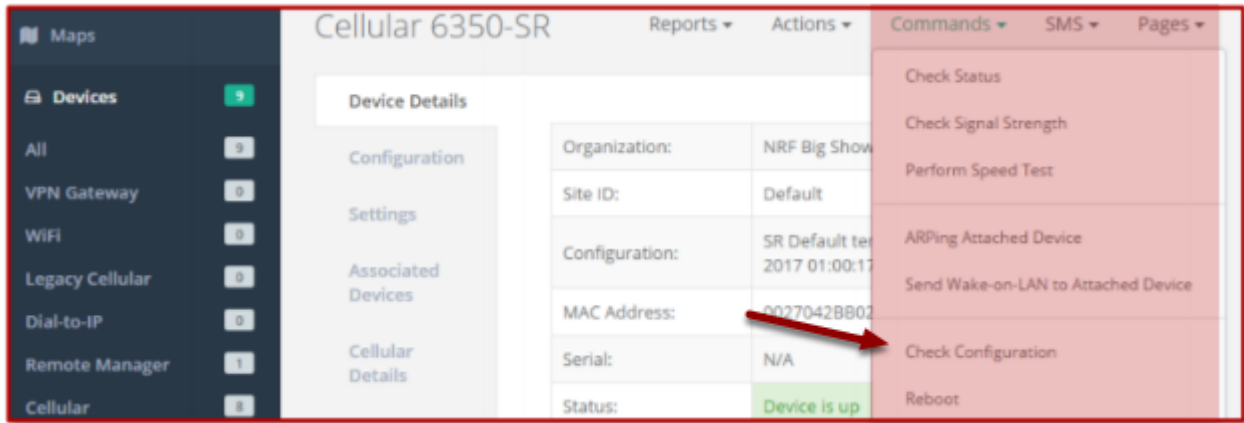 Maps
Devices 9
All 9
VPN Gateway 0
WiFi 0
Legacy Cellular 0
Dial-to-IP 0
Remote Manager 1
Cellular 8
Cellular 6350-SR
Reports Actions Commands SMS Pages
Device Details
Configuration
Settings
Associated
Devices
Cellular
Details
Organization: NRF Big Show
Site ID: Default
Configuration: SR Default ter
2017 01:00:17
MAC Address: 0027042BB02
Serial: N/A
Status: Device is up
Check Status
Check Signal Strength
Perform Speed Test
ARPing Attached Device
Send Wake-on-LAN to Attached Device
Check Configuration
Reboot